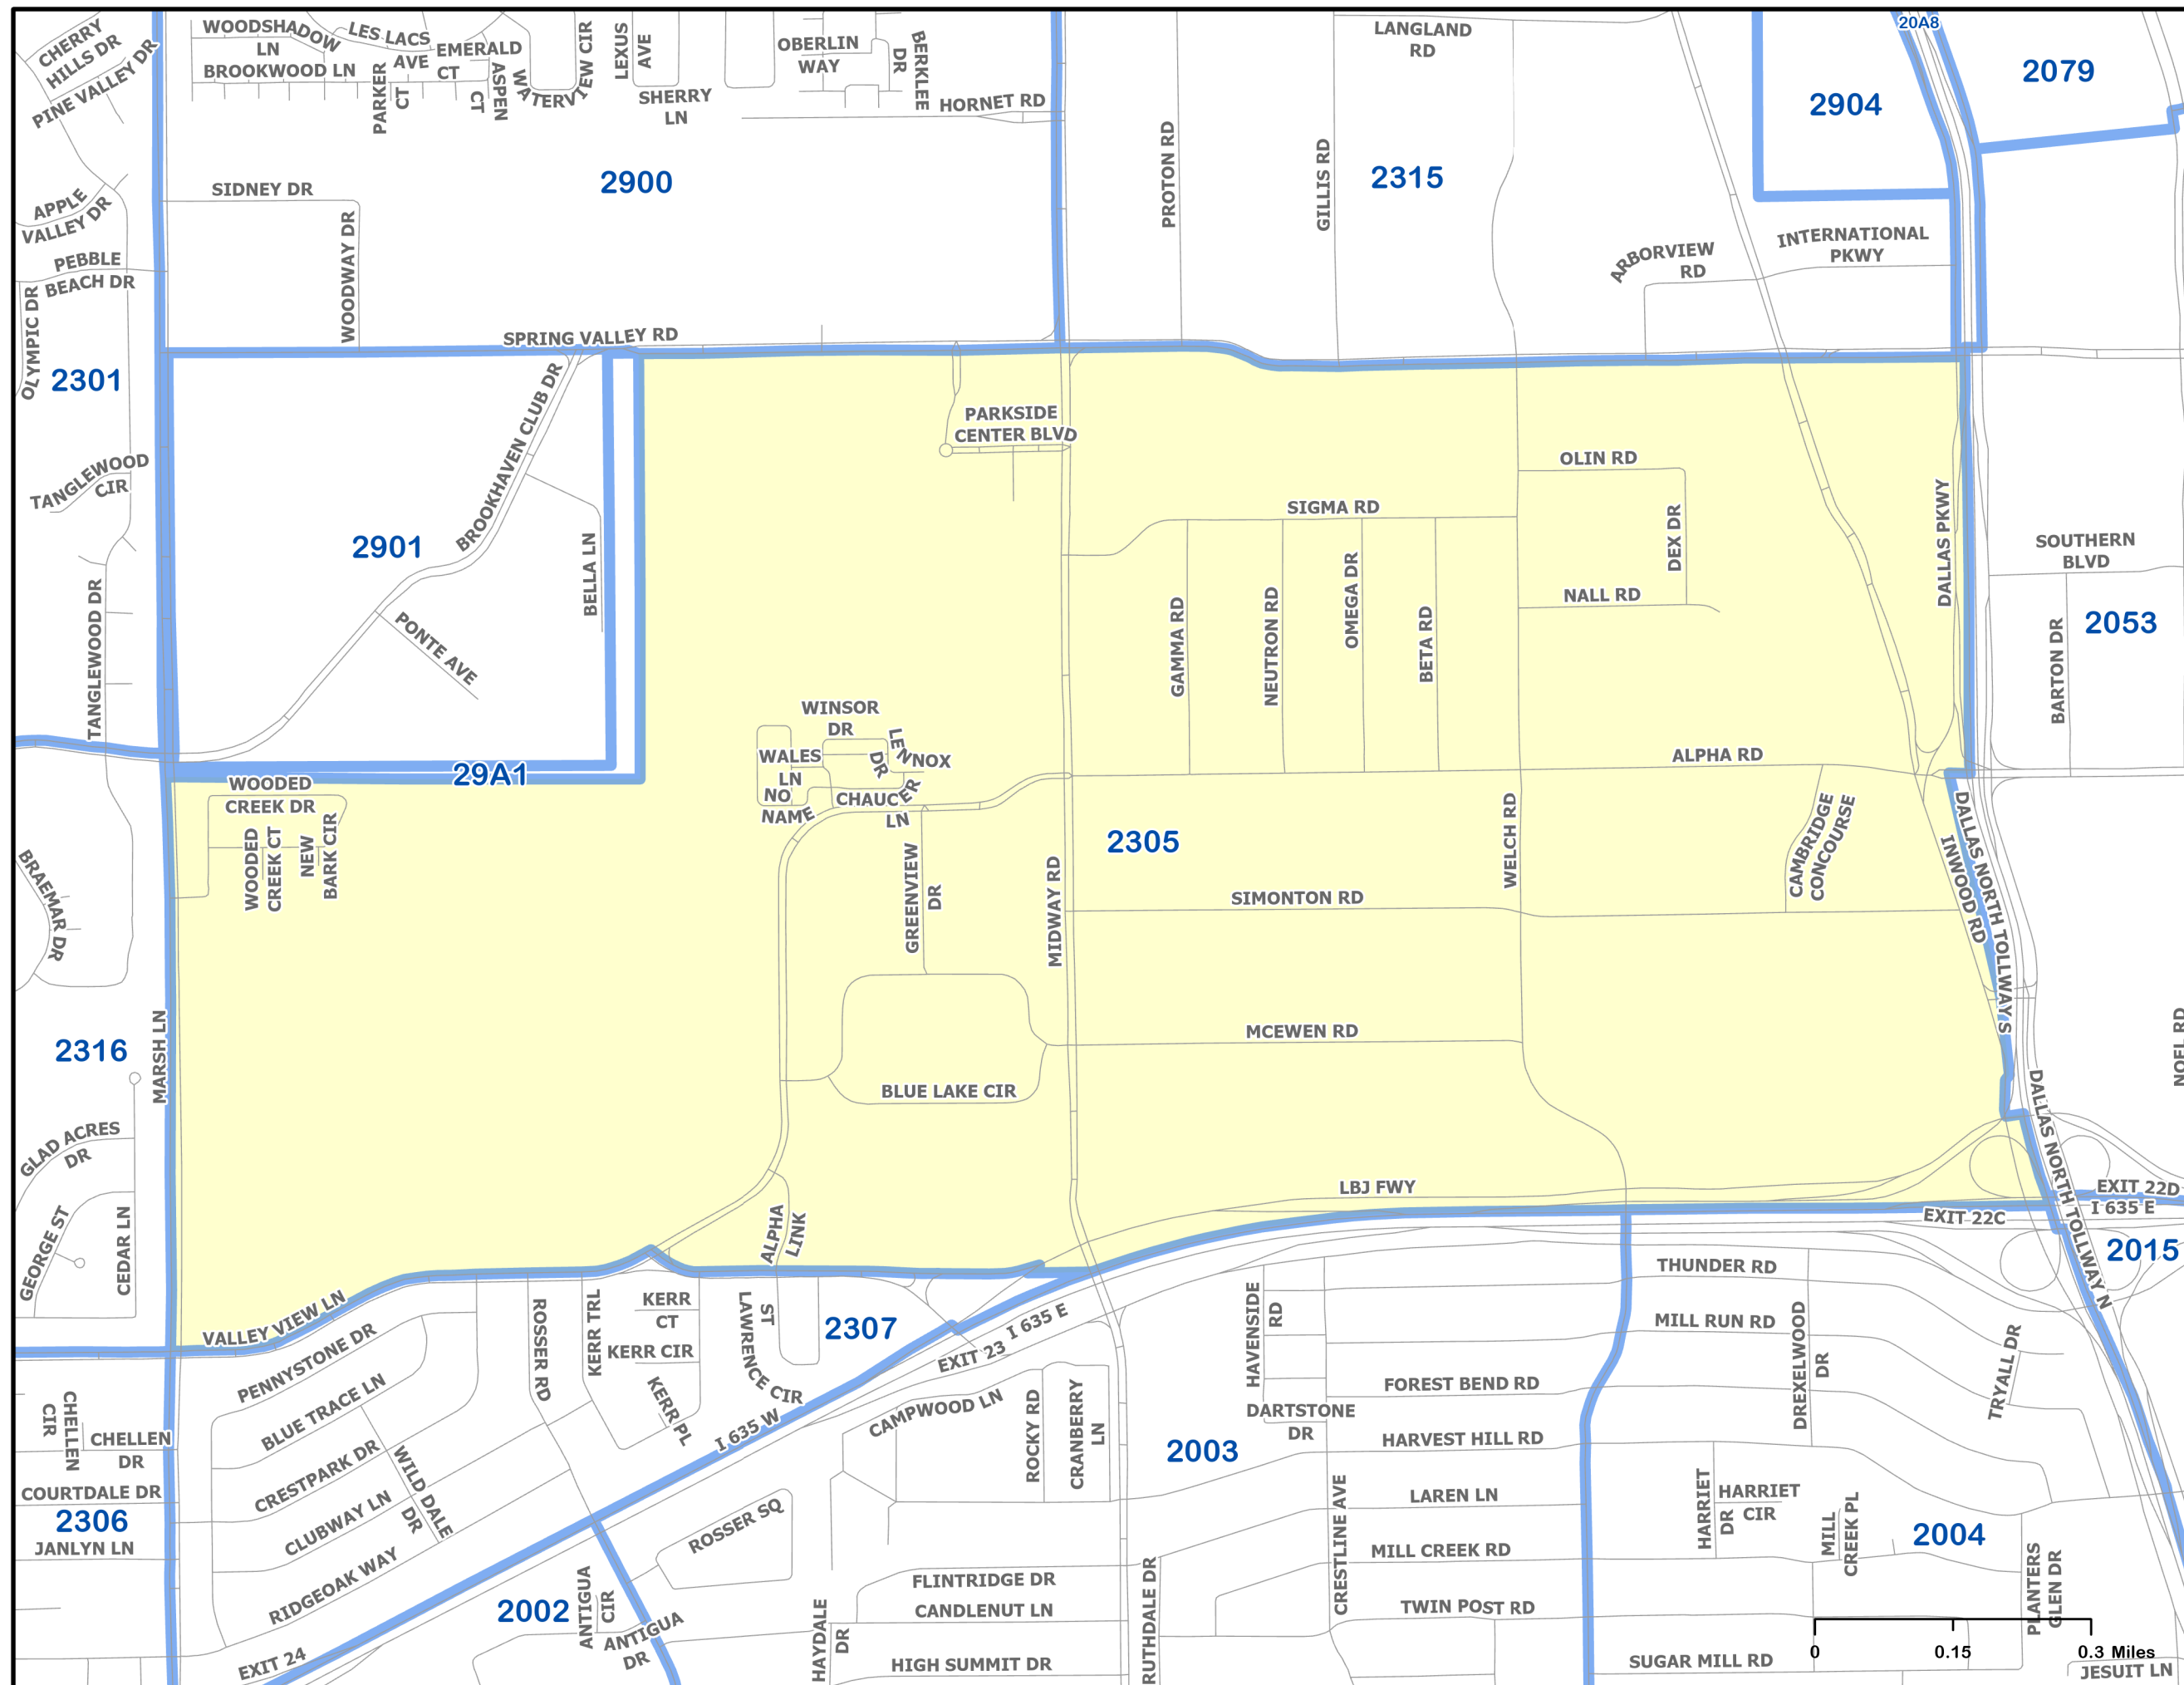 CHERRY
HILLS DR
PINE VALLEY DR
WOODSHADOW
LN
BROOKWOOD LN
LES LACS
AVE
PARKER
CT
EMERALD
CT
ASPEN
CT
WATERVIEW CIR
LEXUS
AVE
SHERRY
LN
OBERLIN
WAY
BERKLEE
DR
HORNET RD
LANGLAND
RD
20A8
2079
2904
2900
2315
PROTON RD
GILLIS RD
SIDNEY DR
WOODWAY DR
APPLE
VALLEY DR
PEBBLE
BEACH DR
OLYMPIC DR
ARBORVIEW
RD
INTERNATIONAL
PKWY
SPRING VALLEY RD
2301
BROOKHAVEN CLUB DR
PARKSIDE
CENTER BLVD
TANGLEWOOD
CIR
OLIN RD
SIGMA RD
DEX DR
DALLAS PKWY
SOUTHERN
BLVD
2901
BELLA LN
PONTE AVE
TANGLEWOOD DR
GAMMA RD
NEUTRON RD
OMEGA DR
BETA RD
NALL RD
2053
BARTON DR
WINSOR
DR
LENNOX
DR
WALES
LN
NO
NAME
CHAUCER
LN
ALPHA RD
29A1
WOODED
CREEK DR
WOODED
CREEK CT
NEW
BARK CIR
GREENVIEW
DR
MIDWAY RD
2305
WELCH RD
CAMBRIDGE
CONCOURSE
DALLAS NORTH TOLLWAY S
INWOOD RD
BRAEMAR DR
SIMONTON RD
2316
MARSH LN
MCEWEN RD
NOEL RD
BLUE LAKE CIR
DALLAS NORTH TOLLWAY N
GLAD ACRES
DR
GEORGE ST
CEDAR LN
ALPHA
LINK
LBJ FWY
EXIT 22D
I 635 E
EXIT 22C
2015
VALLEY VIEW LN
PENNYSTONE DR
ROSSER RD
KERR TRL
KERR
CT
KERR CIR
KERR PL
LAWRENCE CIR
ST
2307
EXIT 23
I 635 E
HAVENSIDE
RD
THUNDER RD
MILL RUN RD
DREXELWOOD
DR
TRYALL DR
CHELLEN
CIR
CHELLEN
DR
BLUE TRACE LN
CRESTPARK DR
WILD DALE
DR
I 635 W
CAMPWOOD LN
ROCKY RD
CRANBERRY
LN
FOREST BEND RD
DARTSTONE
DR
2003
HARVEST HILL RD
COURTDALE DR
2306
JANLYN LN
CLUBWAY LN
RIDGEOAK WAY
ROSSER SQ
CRESTLINE AVE
LAREN LN
HARRIET
DR
HARRIET
CIR
MILL
CREEK PL
2004
MILL CREEK RD
PLANTERS
GLEN DR
2002
ANTIGUA
CIR
ANTIGUA
DR
FLINTRIDGE DR
CANDLENUT LN
HAYDALE
DR
RUTHDALE DR
TWIN POST RD
0 0.15 0.3 Miles
EXIT 24
HIGH SUMMIT DR
SUGAR MILL RD
JESUIT LN